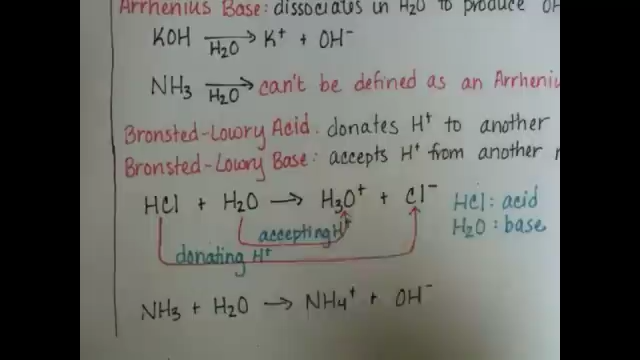 Arrhenius Base: dissociates in H₂O to produce OH
KOH →H₂O K⁺ + OH⁻
NH₃ →H₂O can't be defined as an Arrheniu
Bronsted-Lowry Acid: donates H⁺ to another
Bronsted-Lowry Base: accepts H⁺ from another
HCl + H₂O → H₃O⁺ + Cl⁻ HCl: acid
accepting H⁺ H₂O: base
donating H⁺
NH₃ + H₂O → NH₄⁺ + OH⁻